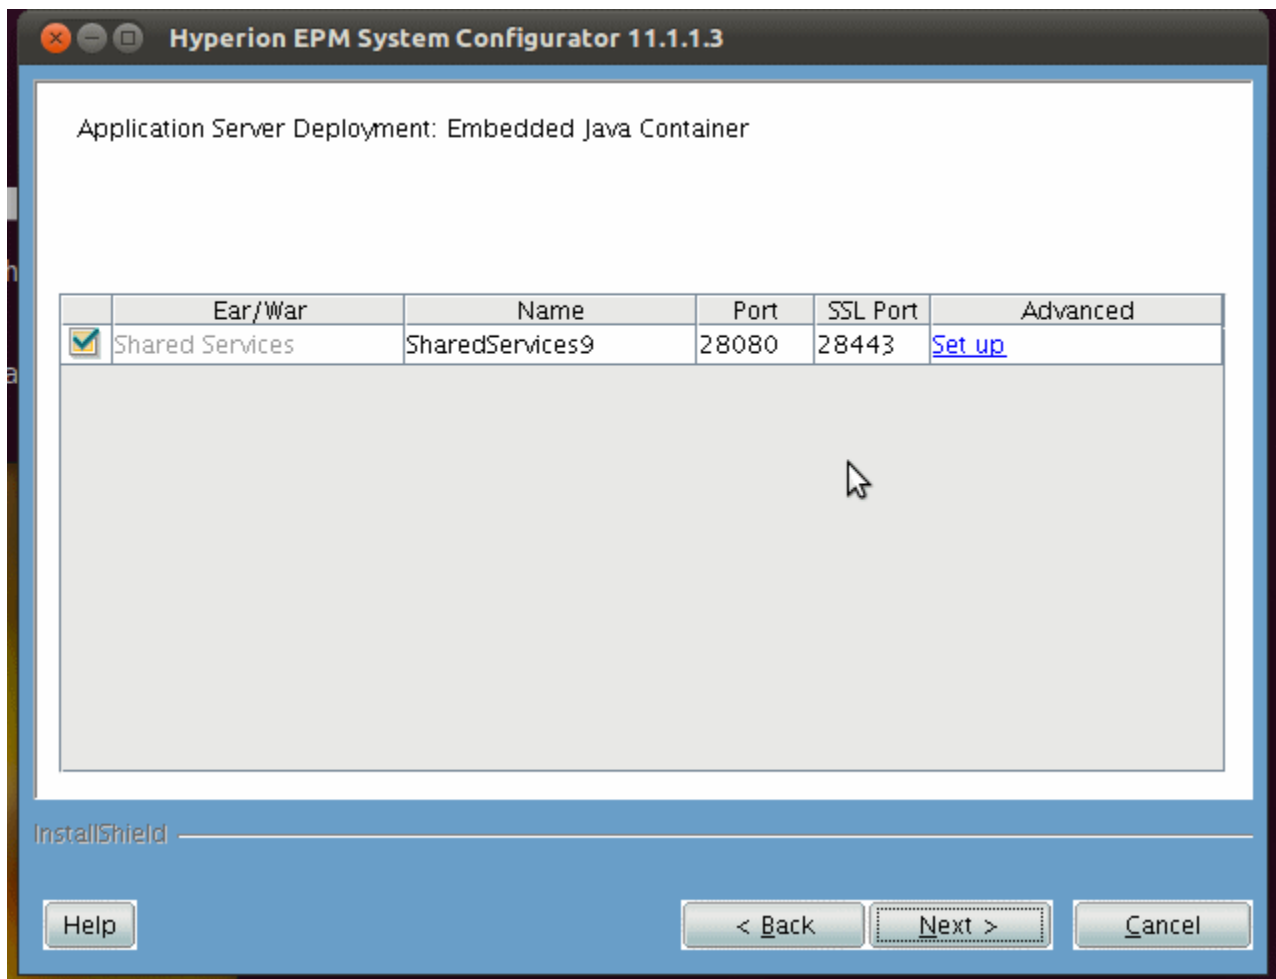 Hyperion EPM System Configurator 11.1.1.3
Application Server Deployment: Embedded Java Container
Ear/War Name Port SSL Port Advanced
Shared Services SharedServices9 28080 28443 Set up
InstallShield
Help < Back Next > Cancel